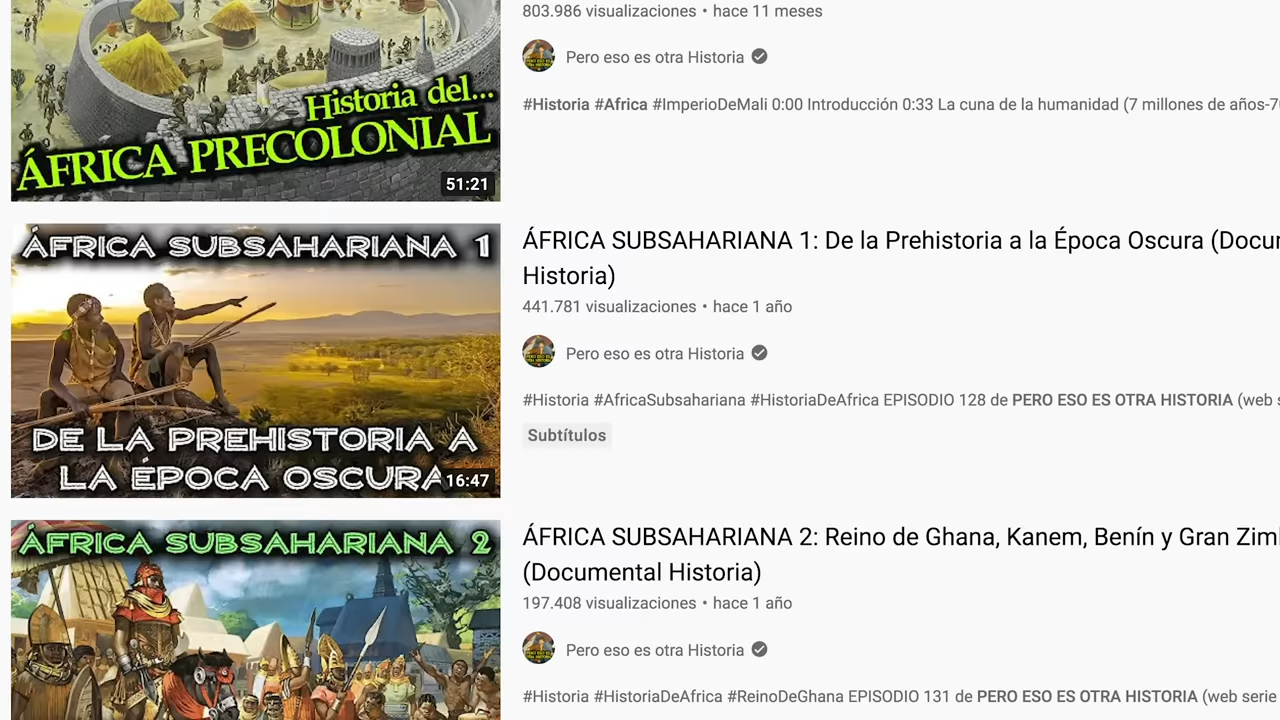 803.986 visualizaciones • hace 11 meses
Pero eso es otra Historia
#Historia #Africa #ImperioDeMali 0:00 Introducción 0:33 La cuna de la humanidad (7 millones de años-
Historia del...
ÁFRICA PRECOLONIAL
51:21
ÁFRICA SUBSAHARIANA 1
DE LA PREHISTORIA A
LA ÉPOCA OSCURA
16:47
ÁFRICA SUBSAHARIANA 1: De la Prehistoria a la Época Oscura (Docu
Historia)
441.781 visualizaciones • hace 1 año
Pero eso es otra Historia
#Historia #AfricaSubsahariana #HistoriaDeAfrica EPISODIO 128 de PERO ESO ES OTRA HISTORIA (web s
Subtítulos
ÁFRICA SUBSAHARIANA 2
ÁFRICA SUBSAHARIANA 2: Reino de Ghana, Kanem, Benín y Gran Zim
(Documental Historia)
197.408 visualizaciones • hace 1 año
Pero eso es otra Historia
#Historia #HistoriaDeAfrica #ReinoDeGhana EPISODIO 131 de PERO ESO ES OTRA HISTORIA (web serie